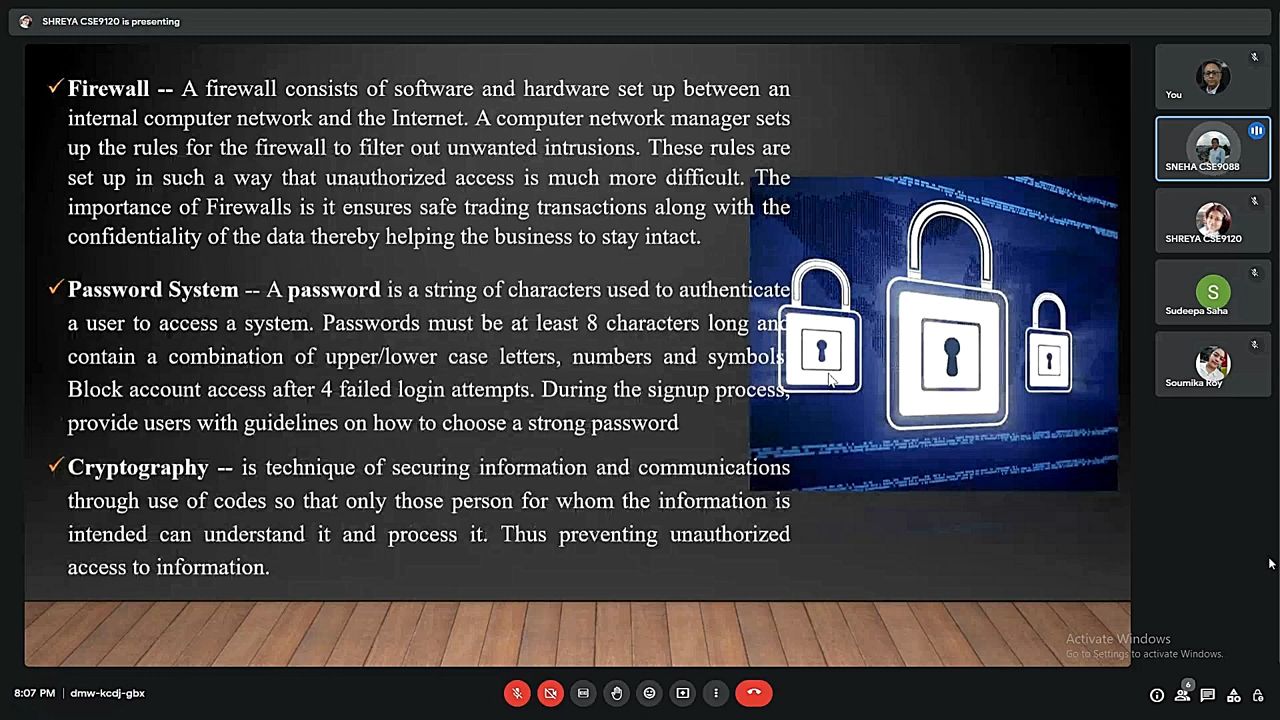 SHREYA CSE9120 is presenting
Firewall -- A firewall consists of software and hardware set up between an
internal computer network and the Internet. A computer network manager sets
up the rules for the firewall to filter out unwanted intrusions. These rules are
set up in such a way that unauthorized access is much more difficult. The
importance of Firewalls is it ensures safe trading transactions along with the
confidentiality of the data thereby helping the business to stay intact.
Password System -- A password is a string of characters used to authenticate
a user to access a system. Passwords must be at least 8 characters long and
contain a combination of upper/lower case letters, numbers and symbols.
Block account access after 4 failed login attempts. During the signup process,
provide users with guidelines on how to choose a strong password
Cryptography -- is technique of securing information and communications
through use of codes so that only those person for whom the information is
intended can understand it and process it. Thus preventing unauthorized
access to information.
You
SNEHA CSE9088
SHREYA CSE9120
S
Sudeepa Saha
Soumika Roy
Activate Windows
Go to Settings to activate Windows.
8:07 PM | dmw-kcdj-gbx
6